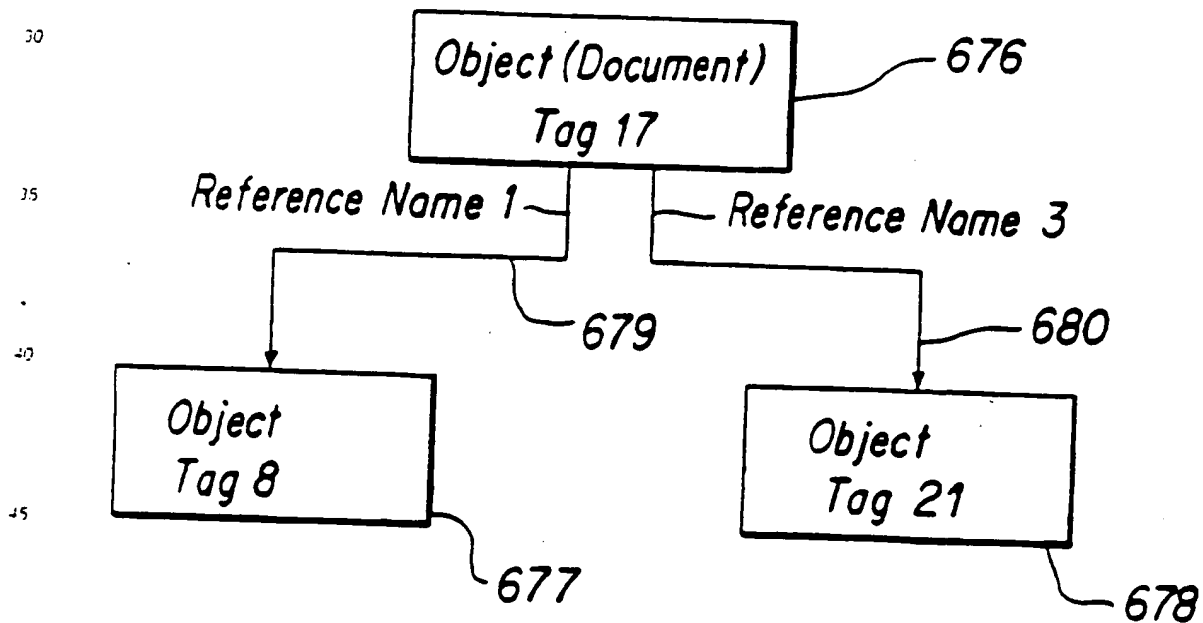 30
Object (Document)
Tag 17
676
35
Reference Name 1
Reference Name 3
679
680
40
Object
Tag 8
Object
Tag 21
45
677
678